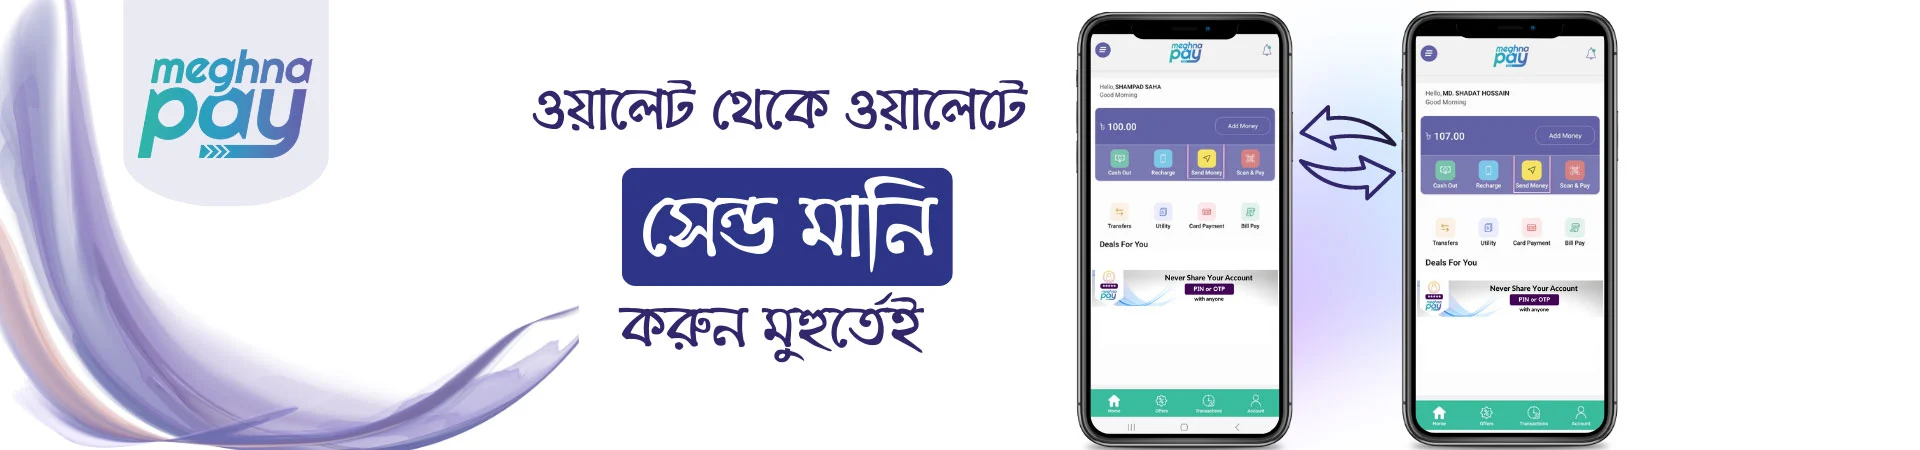 meghna
pay
ওয়ালেট থেকে ওয়ালেটে
সেন্ড মানি
করুন মুহুর্তেই
meghna
pay
Hello, SHAMPAD SAHA
Good Morning
৳ 100.00
Add Money
Cash Out Recharge Send Money Scan & Pay
Transfers Utility Card Payment Bill Pay
Deals For You
Never Share Your Account
PIN or OTP
with anyone
meghna
pay
Home Offers Transactions Account
meghna
pay
Hello, MD. SHADAT HOSSAIN
Good Morning
৳ 107.00
Add Money
Cash Out Recharge Send Money Scan & Pay
Transfers Utility Card Payment Bill Pay
Deals For You
Never Share Your Account
PIN or OTP
with anyone
meghna
pay
Home Offers Transactions Account